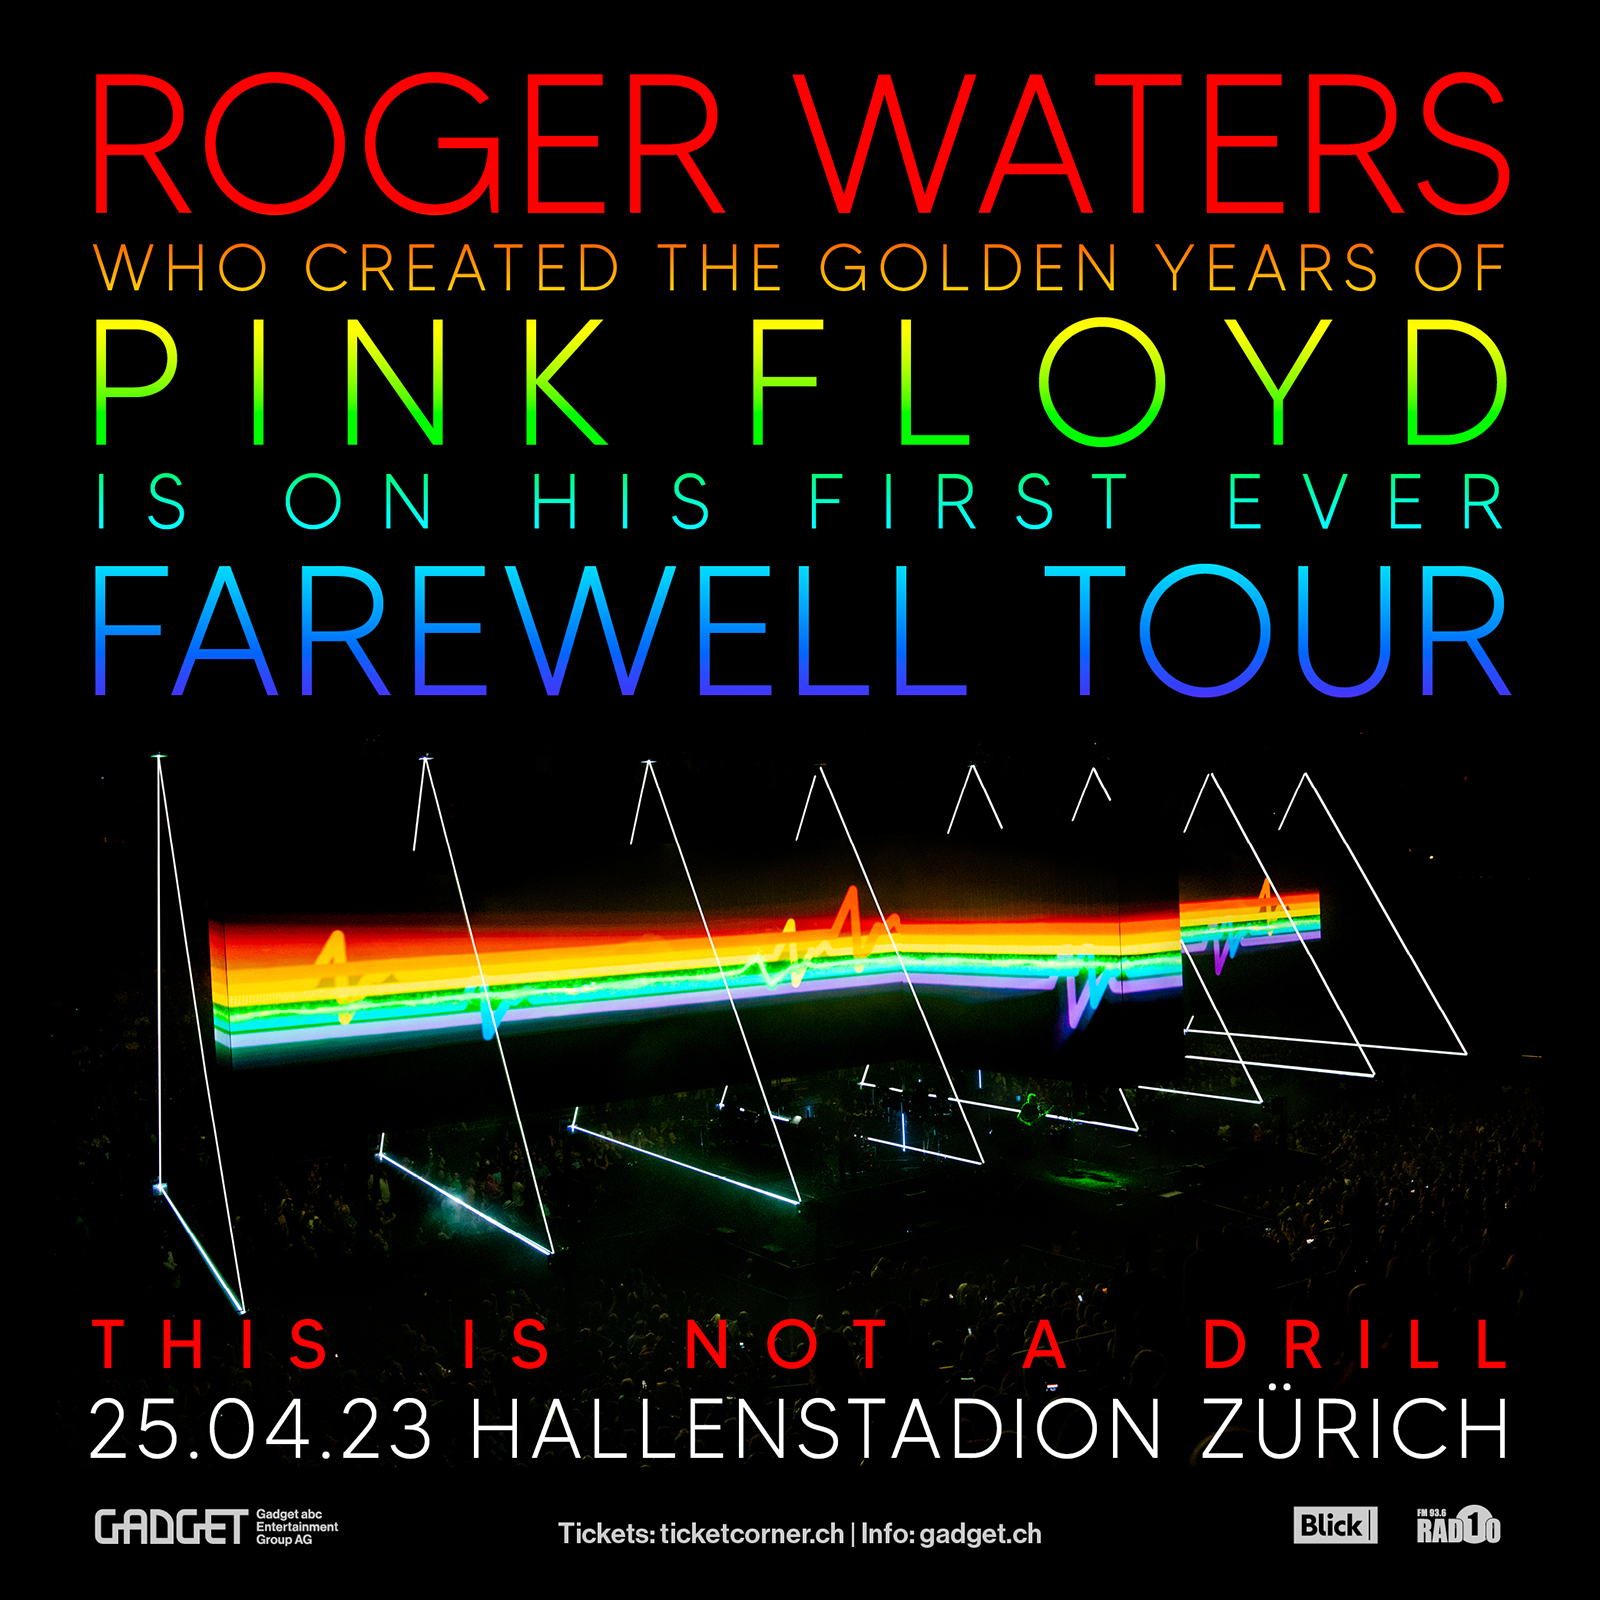 ROGER WATERS
WHO CREATED THE GOLDEN YEARS OF
PINK FLOYD
IS ON HIS FIRST EVER
FAREWELL TOUR
THIS IS NOT A DRILL
25.04.23 HALLENSTADION ZÜRICH
GADGET
Gadget abc
Entertainment
Group AG
Tickets: ticketcorner.ch | Info: gadget.ch
Blick
FM 93.6
RADIO 1